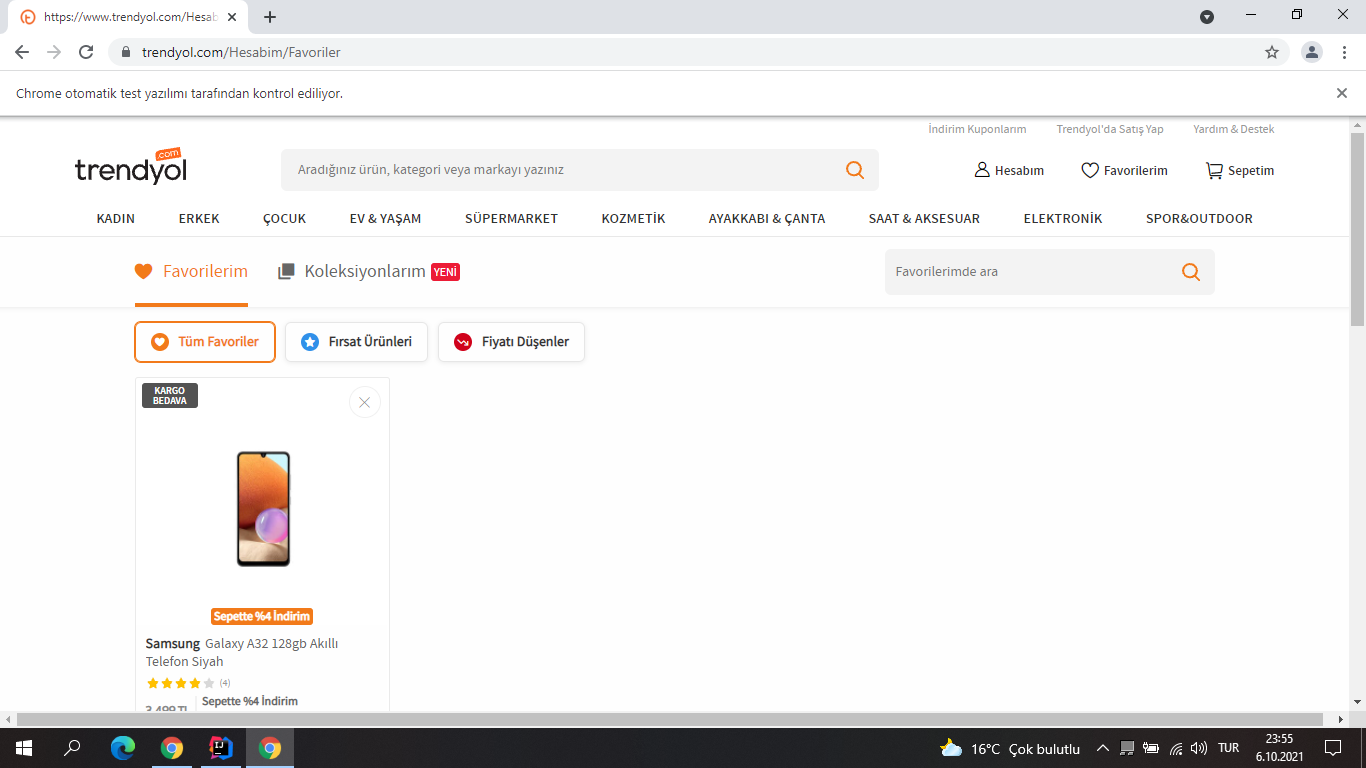 https://www.trendyol.com/Hesab
trendyol.com/Hesabim/Favoriler
Chrome otomatik test yazılımı tarafından kontrol ediliyor.
İndirim Kuponlarım Trendyol'da Satış Yap Yardım & Destek
trendyol.com
Aradığınız ürün, kategori veya markayı yazınız
Hesabım Favorilerim Sepetim
KADIN ERKEK ÇOCUK EV & YAŞAM SÜPERMARKET KOZMETİK AYAKKABI & ÇANTA SAAT & AKSESUAR ELEKTRONİK SPOR&OUTDOOR
Favorilerim Koleksiyonlarım YENİ Favorilerimde ara
Tüm Favoriler Fırsat Ürünleri Fiyatı Düşenler
KARGO
BEDAVA
Sepette %4 İndirim
Samsung Galaxy A32 128gb Akıllı
Telefon Siyah
(4)
Sepette %4 İndirim
3.499 TL
16°C Çok bulutlu TUR
23:55
6.10.2021